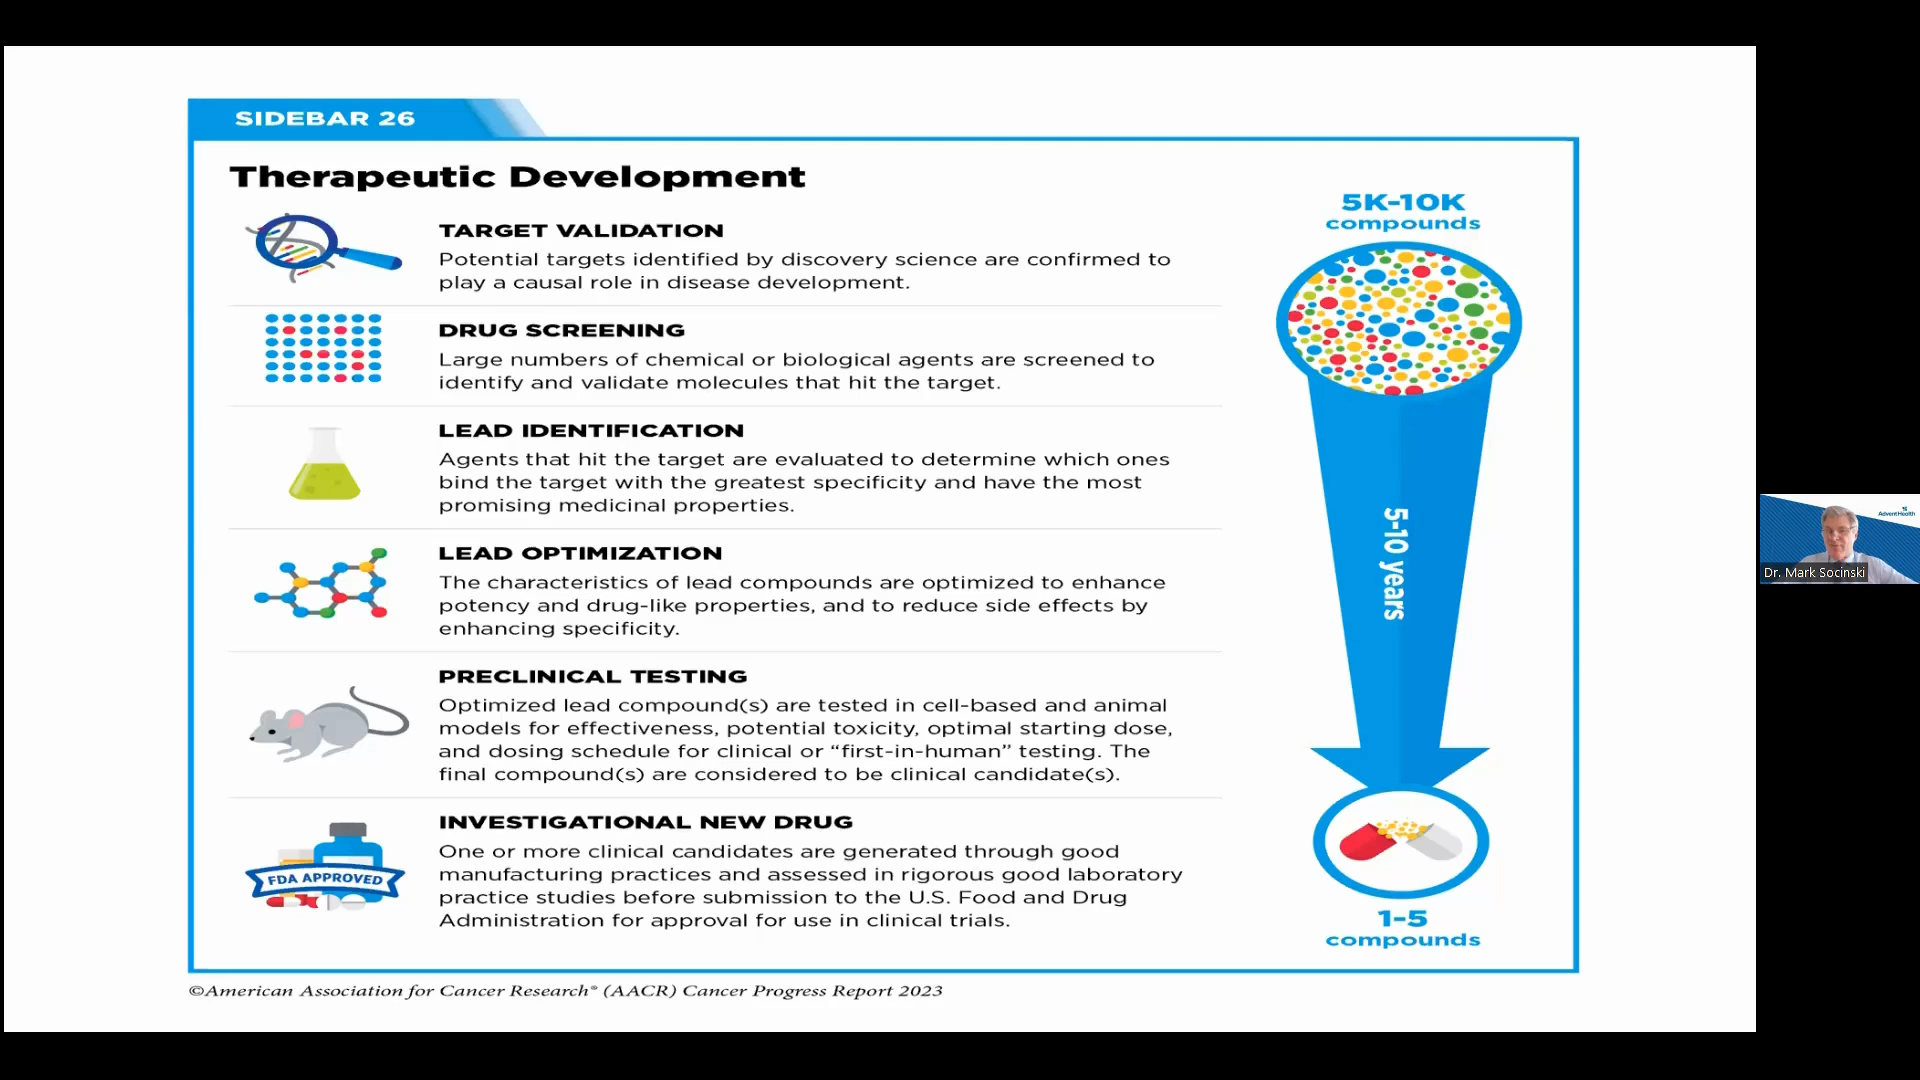 SIDEBAR 26
Therapeutic Development
TARGET VALIDATION
Potential targets identified by discovery science are confirmed to
play a causal role in disease development.
DRUG SCREENING
Large numbers of chemical or biological agents are screened to
identify and validate molecules that hit the target.
LEAD IDENTIFICATION
Agents that hit the target are evaluated to determine which ones
bind the target with the greatest specificity and have the most
promising medicinal properties.
LEAD OPTIMIZATION
The characteristics of lead compounds are optimized to enhance
potency and drug-like properties, and to reduce side effects by
enhancing specificity.
PRECLINICAL TESTING
Optimized lead compound(s) are tested in cell-based and animal
models for effectiveness, potential toxicity, optimal starting dose,
and dosing schedule for clinical or “first-in-human” testing. The
final compound(s) are considered to be clinical candidate(s).
INVESTIGATIONAL NEW DRUG
FDA APPROVED
One or more clinical candidates are generated through good
manufacturing practices and assessed in rigorous good laboratory
practice studies before submission to the U.S. Food and Drug
Administration for approval for use in clinical trials.
5K-10K
compounds
5-10 years
1-5
compounds
©American Association for Cancer Research® (AACR) Cancer Progress Report 2023
AdventHealth
Dr. Mark Socinski